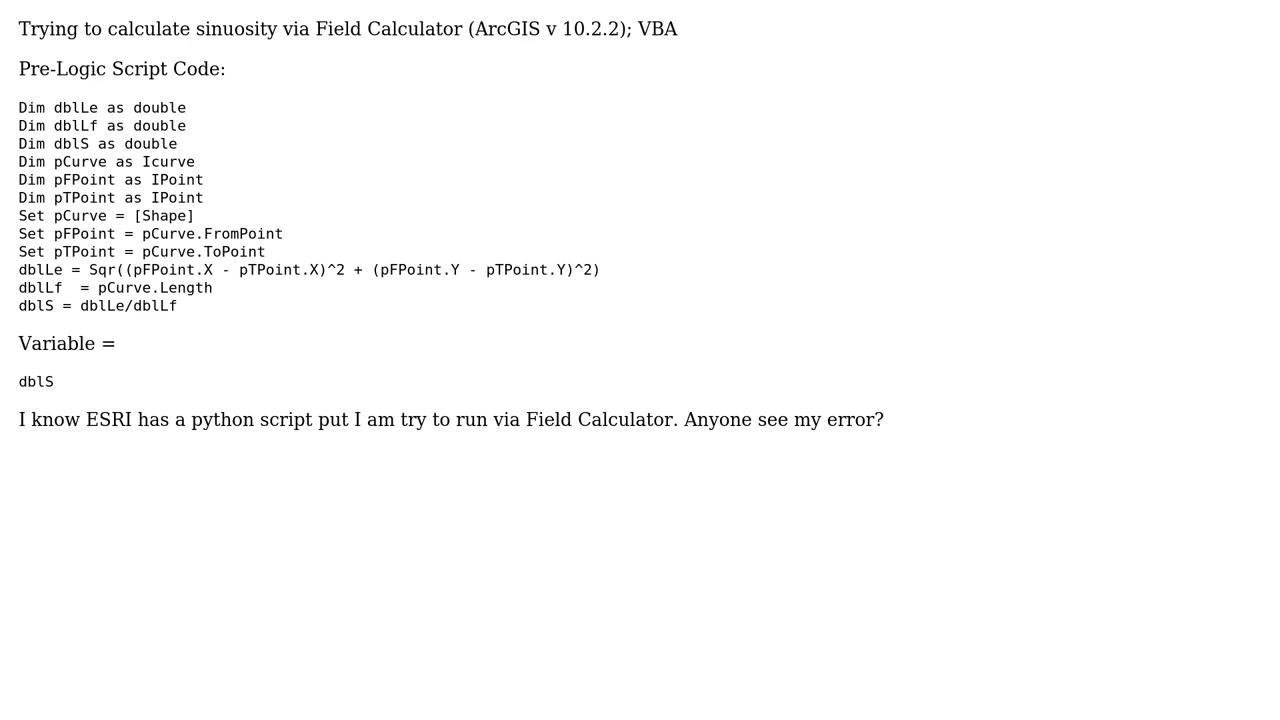 Trying to calculate sinuosity via Field Calculator (ArcGIS v 10.2.2); VBA
Pre-Logic Script Code:
Dim dblLe as double
Dim dblLf as double
Dim dblS as double
Dim pCurve as Icurve
Dim pFPoint as IPoint
Dim pTPoint as IPoint
Set pCurve = [Shape]
Set pFPoint = pCurve.FromPoint
Set pTPoint = pCurve.ToPoint
dblLe = Sqr((pFPoint.X - pTPoint.X)^2 + (pFPoint.Y - pTPoint.Y)^2)
dblLf  = pCurve.Length
dblS = dblLe/dblLf
Variable =
dblS
I know ESRI has a python script put I am try to run via Field Calculator. Anyone see my error?